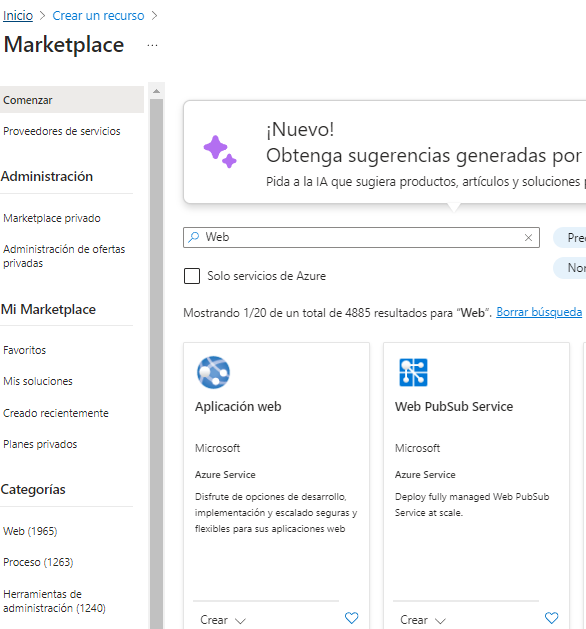 Inicio > Crear un recurso >
Marketplace ...
Comenzar
Proveedores de servicios
Administración
Marketplace privado
Administración de ofertas
privadas
Mi Marketplace
Favoritos
Mis soluciones
Creado recientemente
Planes privados
Categorías
Web (1965)
Proceso (1263)
Herramientas de
administración (1240)
¡Nuevo!
Obtenga sugerencias generadas por
Pida a la IA que sugiera productos, artículos y soluciones
Web
Solo servicios de Azure
Mostrando 1/20 de un total de 4885 resultados para “Web”. Borrar búsqueda
Aplicación web
Microsoft
Azure Service
Disfrute de opciones de desarrollo,
implementación y escalado seguras y
flexibles para sus aplicaciones web
Crear
Web PubSub Service
Microsoft
Azure Service
Deploy fully managed Web PubSub
Service at scale.
Crear